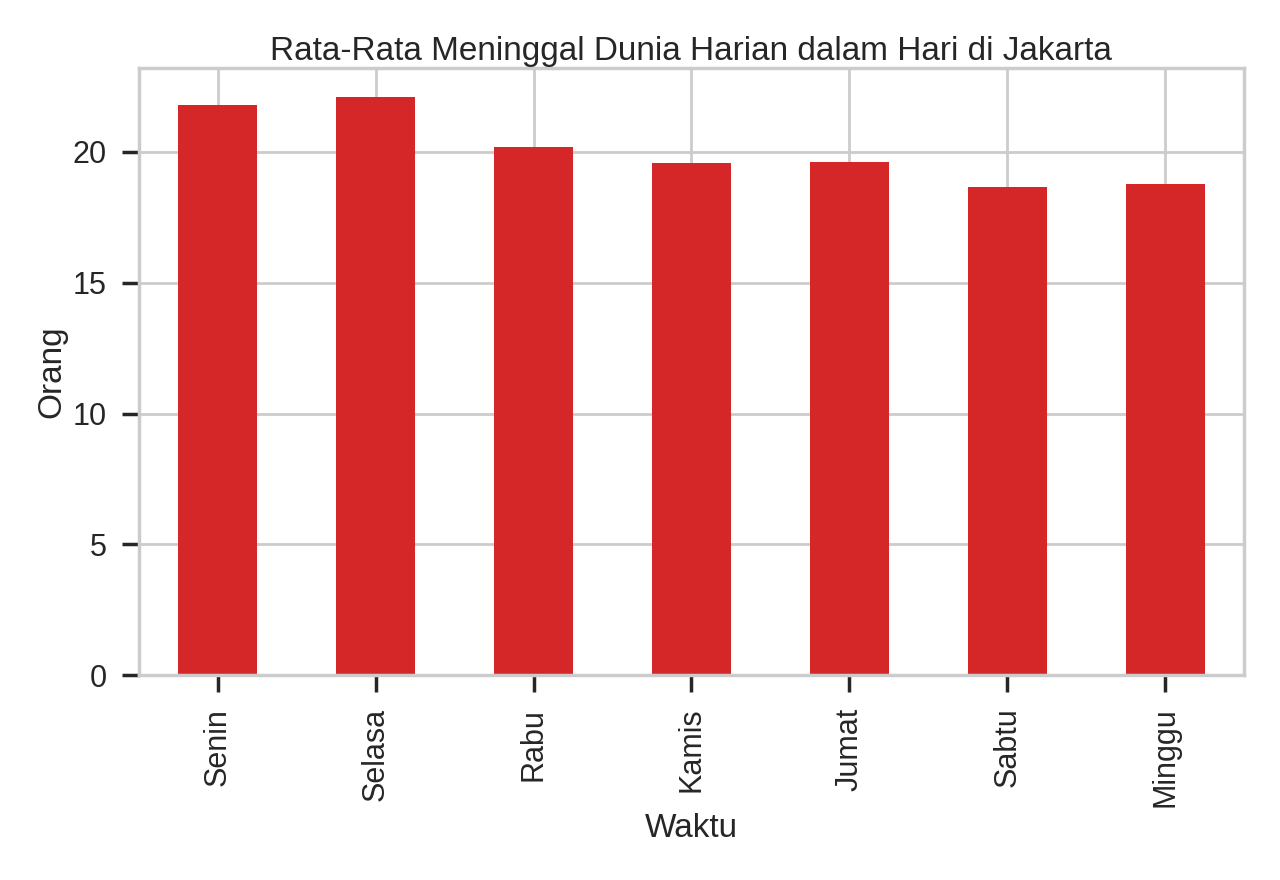 Rata-Rata Meninggal Dunia Harian dalam Hari di Jakarta
Orang
20
15
10
5
0
Senin
Selasa
Rabu
Kamis
Jumat
Sabtu
Minggu
Waktu